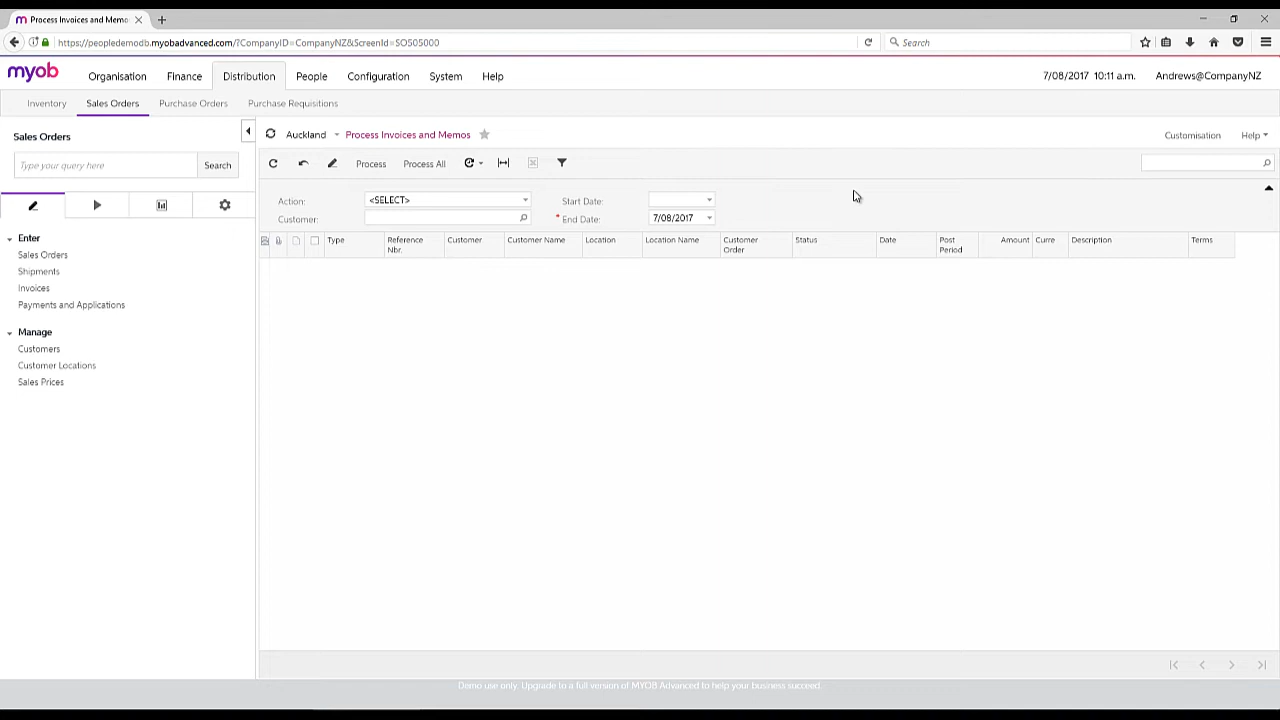 Process Invoices and Memo
https://peopledemodb.myobadvanced.com/?CompanyID=CompanyNZ&ScreenId=SO505000
Search
myob
Organisation
Finance
Distribution
People
Configuration
System
Help
7/08/2017 10:11 a.m.
Andrews@CompanyNZ
Inventory
Sales Orders
Purchase Orders
Purchase Requisitions
Sales Orders
Auckland
Process Invoices and Memos
Customisation
Help
Type your query here
Search
Process
Process All
Action:
<SELECT>
Start Date:
Customer:
* End Date:
7/08/2017
Type
Reference
Nbr.
Customer
Customer Name
Location
Location Name
Customer
Order
Status
Date
Post
Period
Amount
Curre
Description
Terms
Enter
Sales Orders
Shipments
Invoices
Payments and Applications
Manage
Customers
Customer Locations
Sales Prices
Demo use only. Upgrade to a full version of MYOB Advanced to help your business succeed.